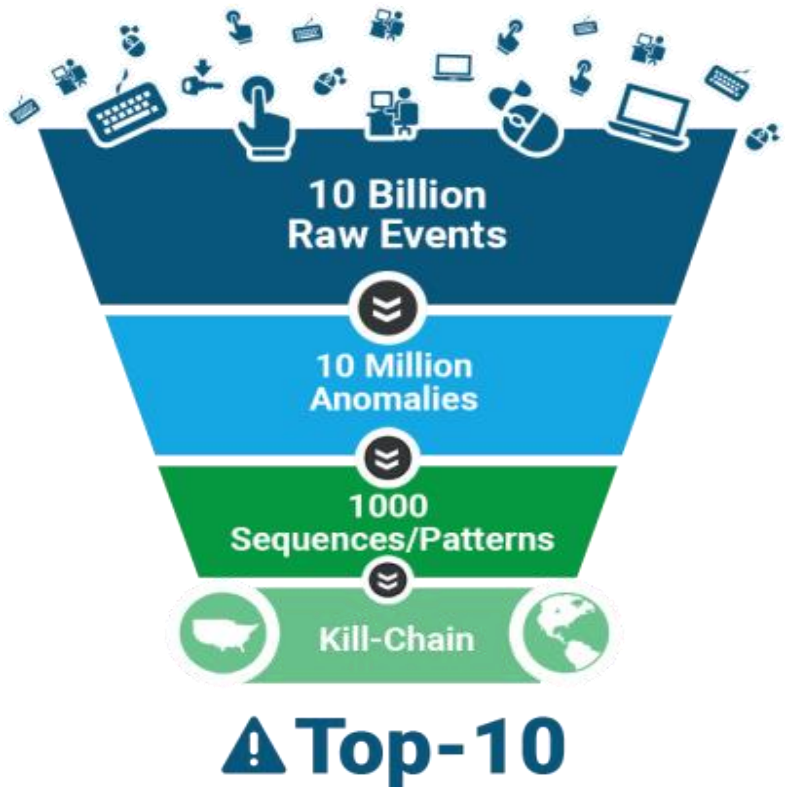 10 Billion
Raw Events
10 Million
Anomalies
1000
Sequences/Patterns
Kill-Chain
Top-10